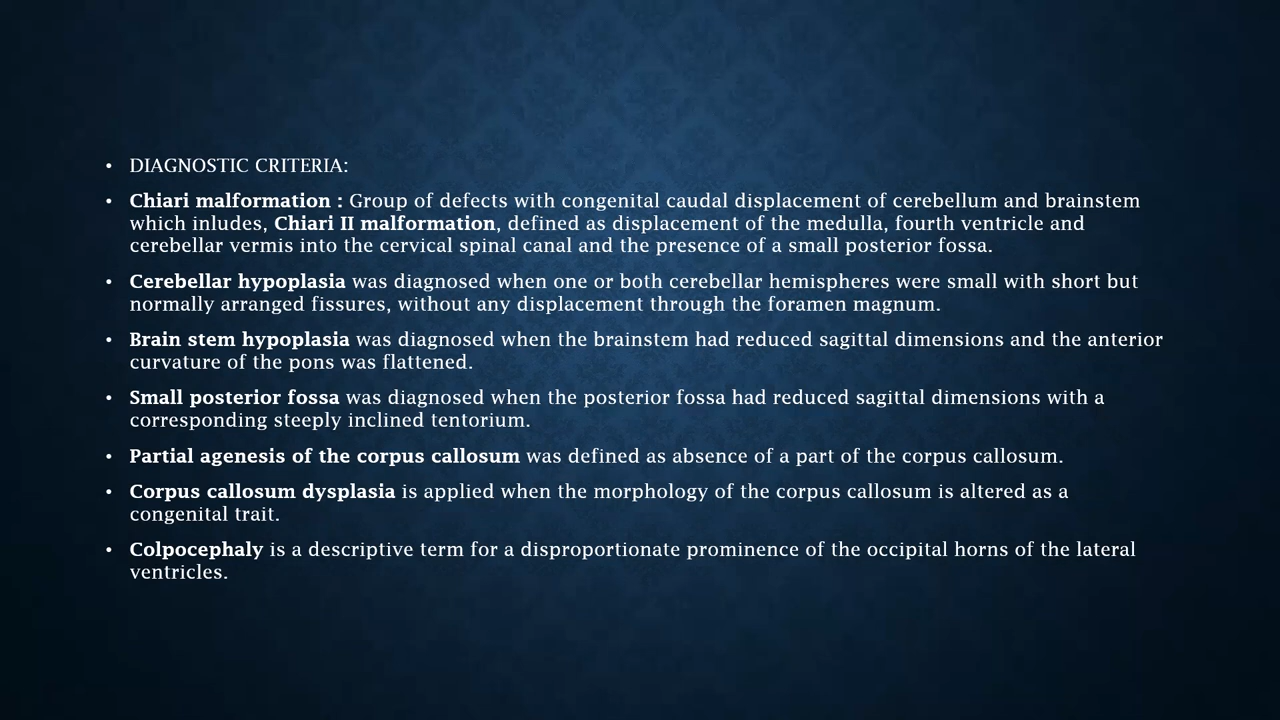 • DIAGNOSTIC CRITERIA:
• Chiari malformation : Group of defects with congenital caudal displacement of cerebellum and brainstem
which inludes, Chiari II malformation, defined as displacement of the medulla, fourth ventricle and
cerebellar vermis into the cervical spinal canal and the presence of a small posterior fossa.
• Cerebellar hypoplasia was diagnosed when one or both cerebellar hemispheres were small with short but
normally arranged fissures, without any displacement through the foramen magnum.
• Brain stem hypoplasia was diagnosed when the brainstem had reduced sagittal dimensions and the anterior
curvature of the pons was flattened.
• Small posterior fossa was diagnosed when the posterior fossa had reduced sagittal dimensions with a
corresponding steeply inclined tentorium.
• Partial agenesis of the corpus callosum was defined as absence of a part of the corpus callosum.
• Corpus callosum dysplasia is applied when the morphology of the corpus callosum is altered as a
congenital trait.
• Colpocephaly is a descriptive term for a disproportionate prominence of the occipital horns of the lateral
ventricles.